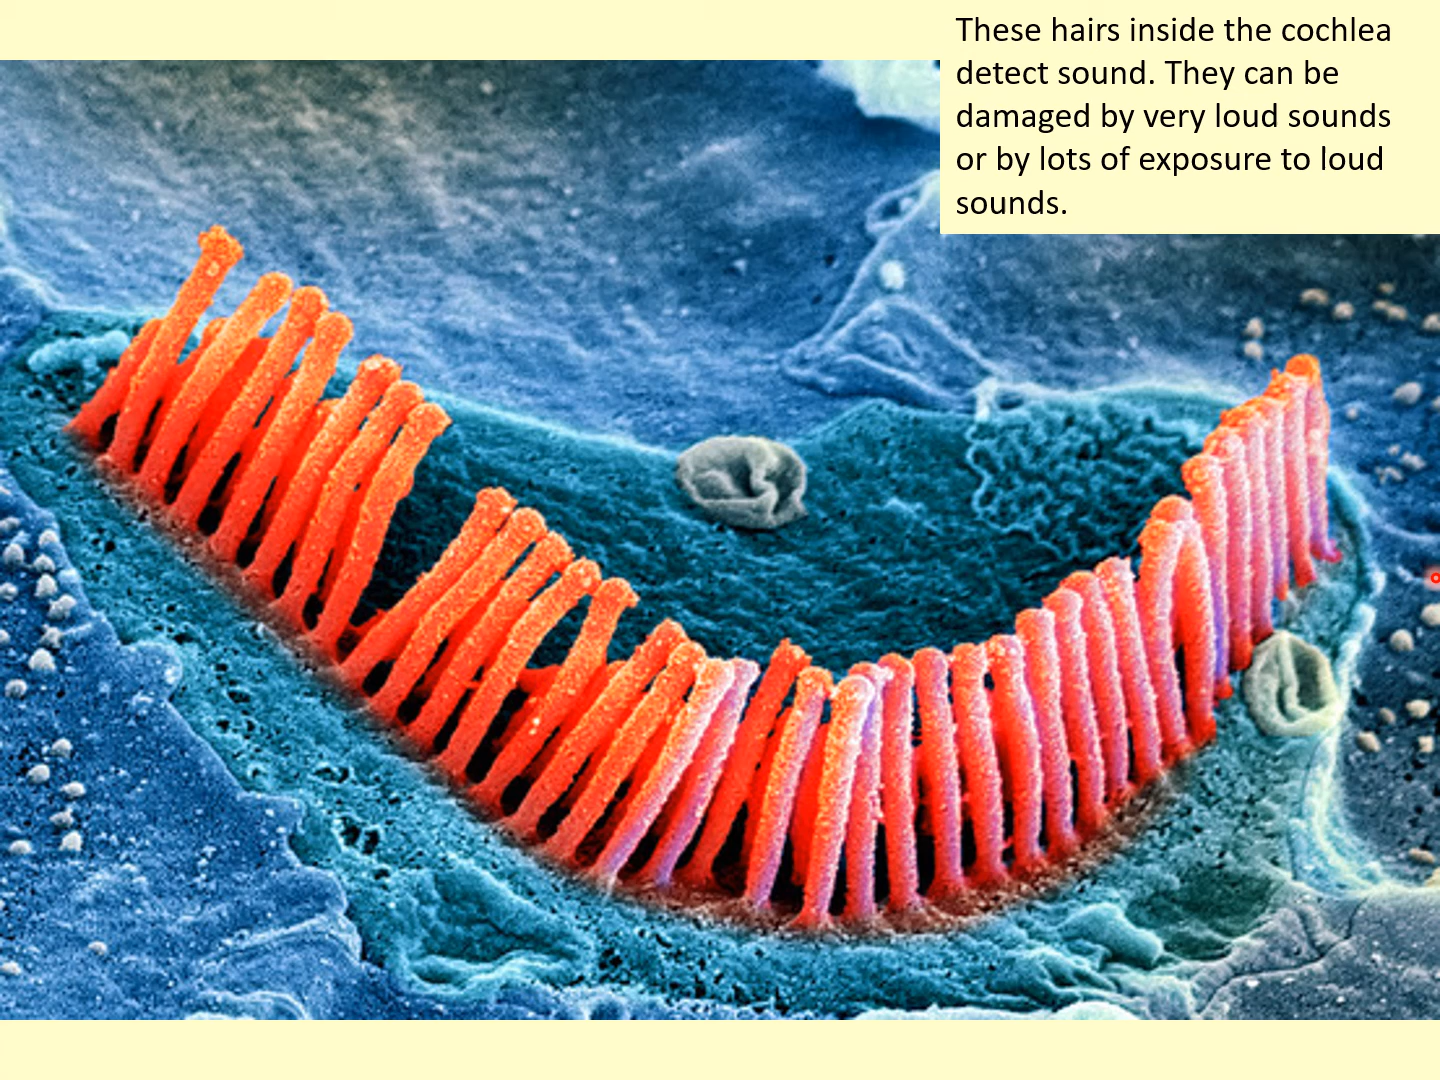 These hairs inside the cochlea
detect sound. They can be
damaged by very loud sounds
or by lots of exposure to loud
sounds.